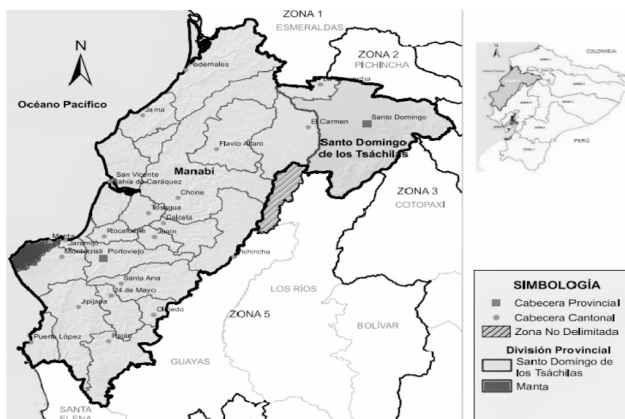 ZONA 1
ESMERALDAS
N
ZONA 2
PICHINCHA
COLOMBIA
Océano Pacífico
Jama
El Carmen
Santo Domingo
Flavio Alfaro
Santo Domingo
de los Tsáchilas
PERÚ
San Vicente
Bahía de Caráquez
Manabí
Chone
ZONA 3
COTOPAXI
Tosagua
Calceta
Rocafuerte
Junín
Manta
Jaramijó
Montecristi
Portoviejo
Pichincha
Santa Ana
24 de Mayo
Jipijapa
Olmedo
LOS RÍOS
ZONA 5
BOLÍVAR
Puerto López
Paján
GUAYAS
SANTA
ELENA
SIMBOLOGÍA
Cabecera Provincial
Cabecera Cantonal
Zona No Delimitada
División Provincial
Santo Domingo de
los Tsáchilas
Manta